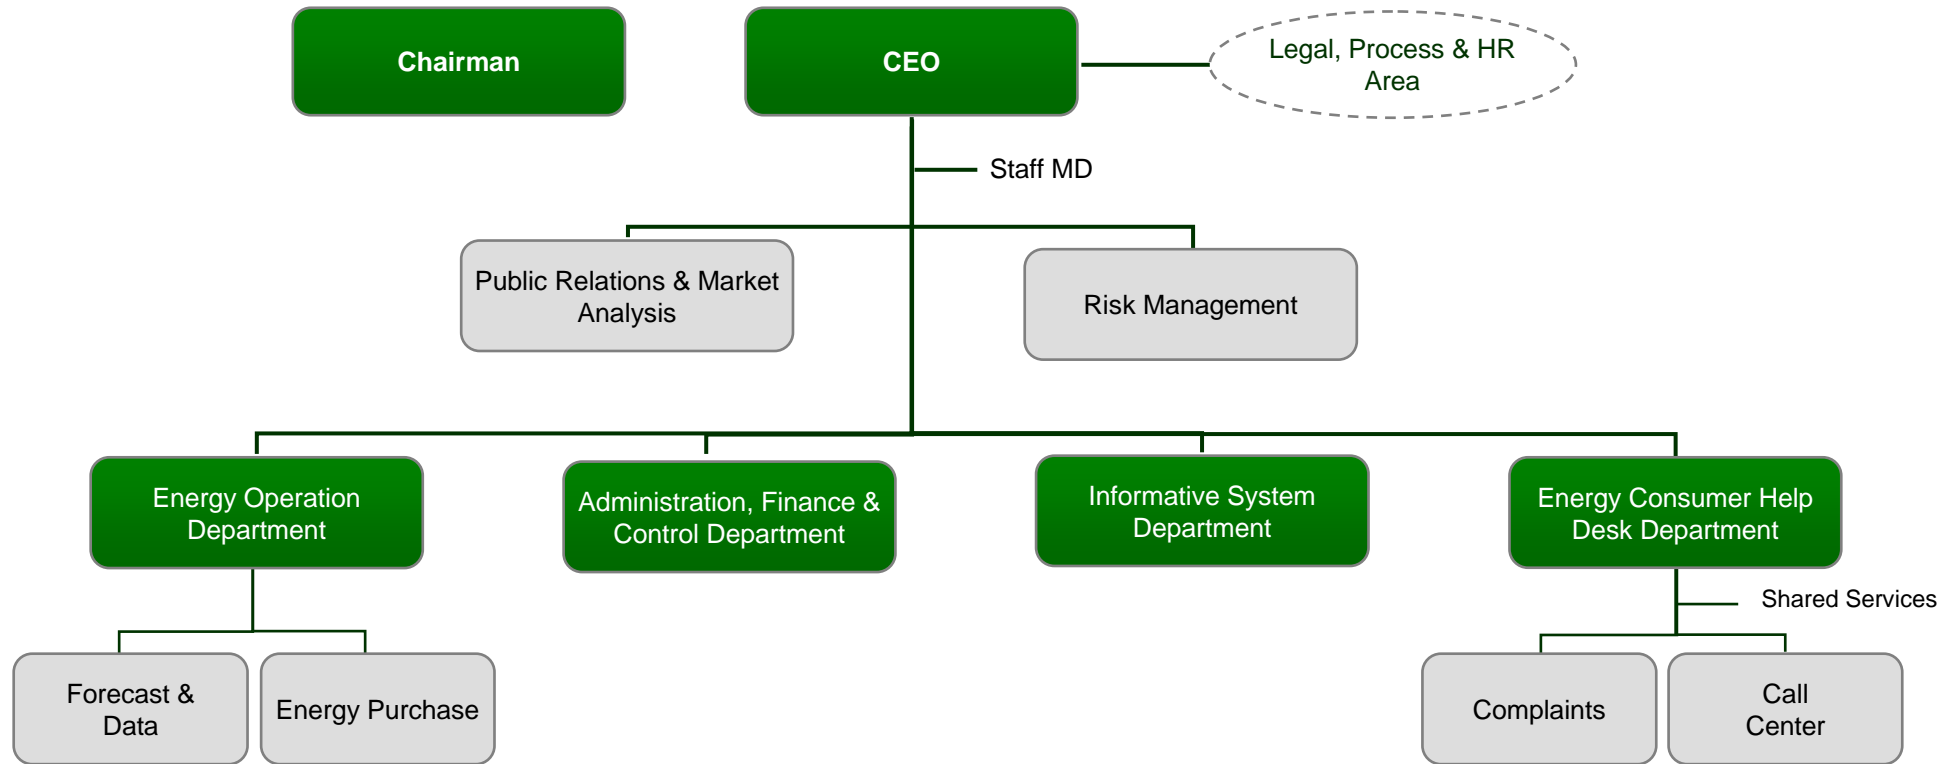 Chairman
CEO
Legal, Process & HR
Area
Staff MD
Public Relations & Market
Analysis
Risk Management
Energy Operation
Department
Administration, Finance &
Control Department
Informative System
Department
Energy Consumer Help
Desk Department
Shared Services
Forecast &
Data
Energy Purchase
Complaints
Call
Center